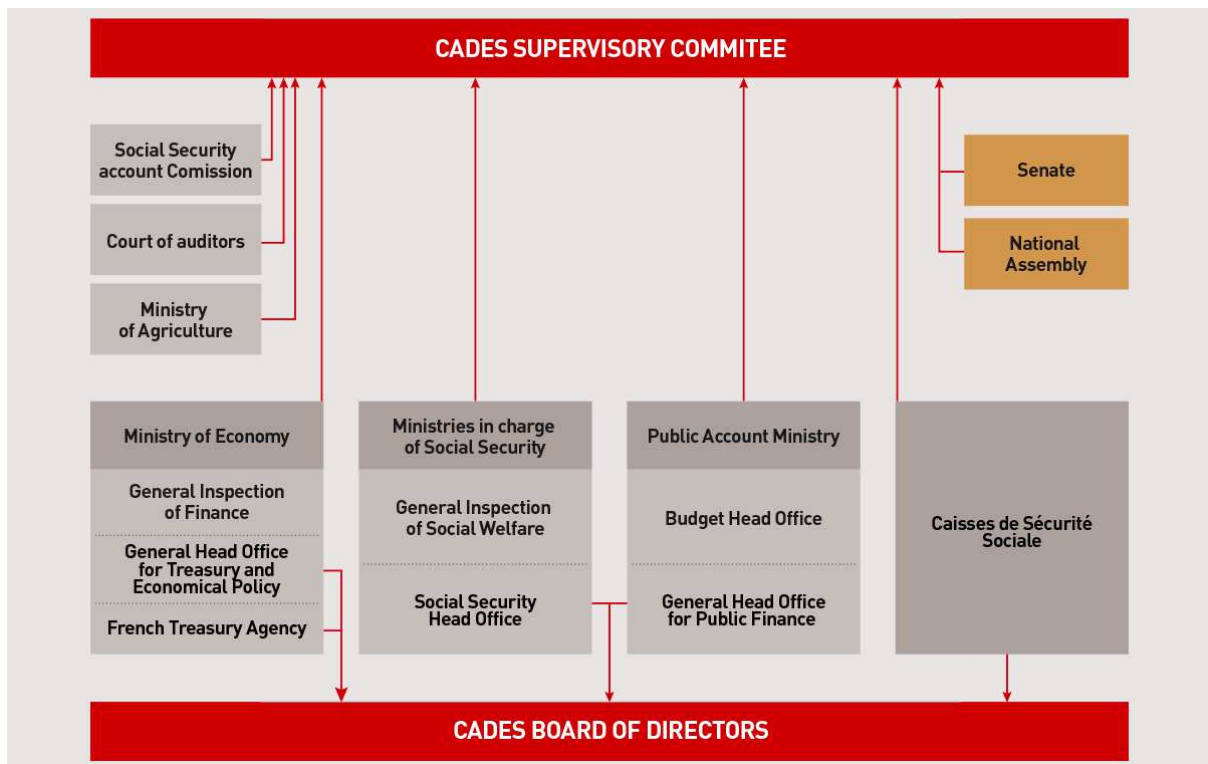 CADES SUPERVISORY COMMITEE
Social Security
account Comission
Court of auditors
Ministry
of Agriculture
Senate
National
Assembly
Ministry of Economy
General Inspection
of Finance
General Head Office
for Treasury and
Economical Policy
French Treasury Agency
Ministries in charge
of Social Security
General Inspection
of Social Welfare
Social Security
Head Office
Public Account Ministry
Budget Head Office
General Head Office
for Public Finance
Caisses de Sécurité
Sociale
CADES BOARD OF DIRECTORS